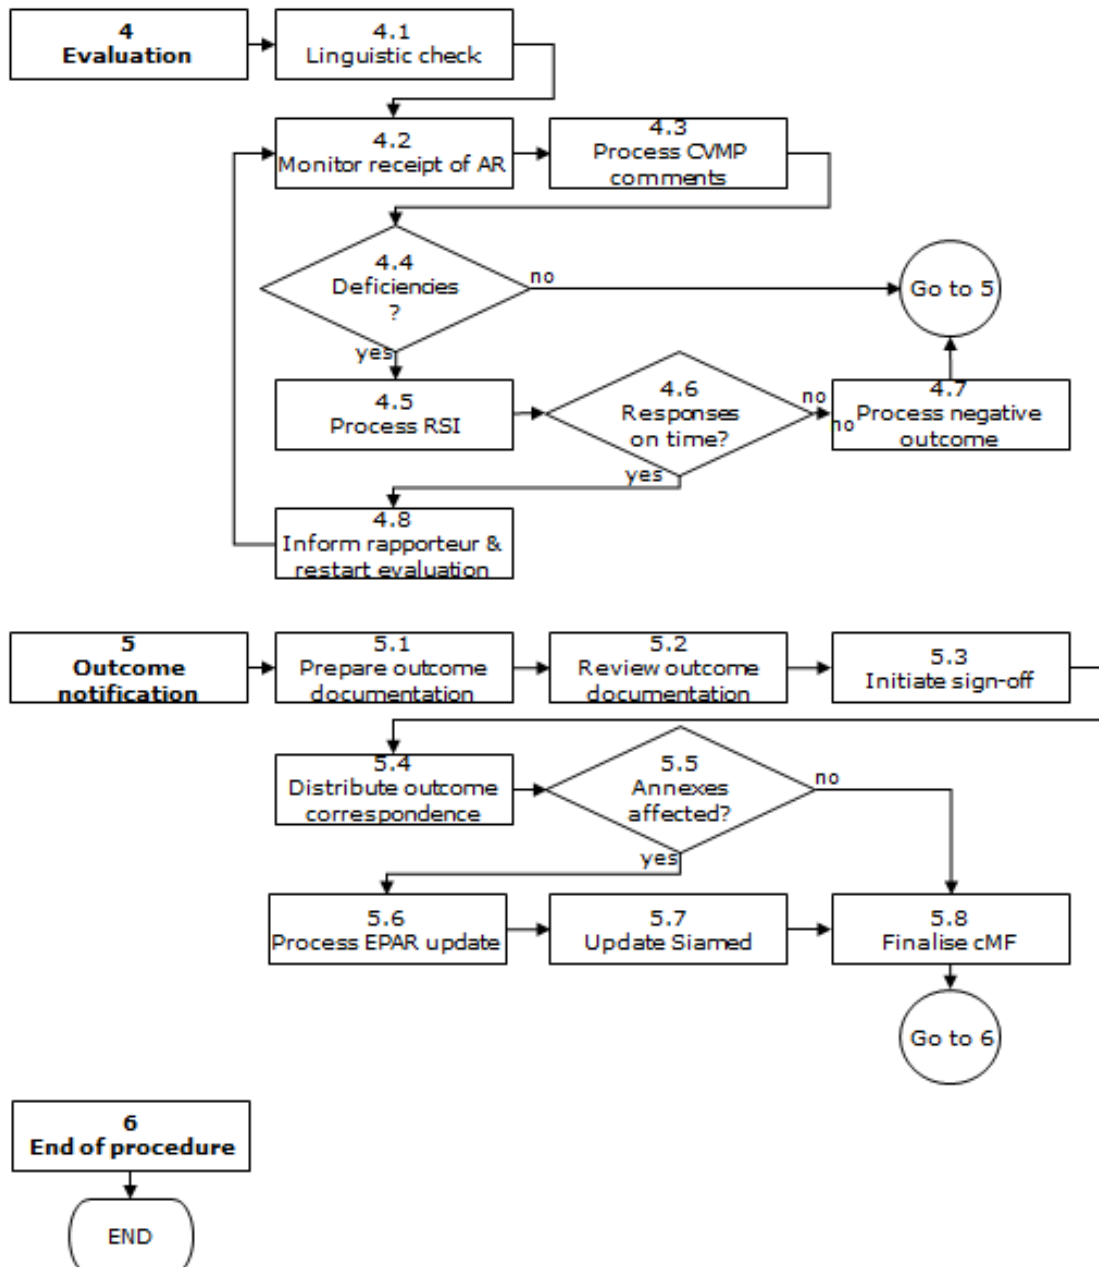 4
Evaluation
4.1
Linguistic check
4.2
Monitor receipt of AR
4.3
Process CVMP
comments
4.4
Deficiencies
?
no
Go to 5
yes
4.5
Process RSI
4.6
Responses
on time?
no
no
4.7
Process negative
outcome
yes
4.8
Inform rapporteur &
restart evaluation
5
Outcome
notification
5.1
Prepare outcome
documentation
5.2
Review outcome
documentation
5.3
Initiate sign-off
5.4
Distribute outcome
correspondence
5.5
Annexes
affected?
no
yes
5.6
Process EPAR update
5.7
Update Siamed
5.8
Finalise cMF
Go to 6
6
End of procedure
END